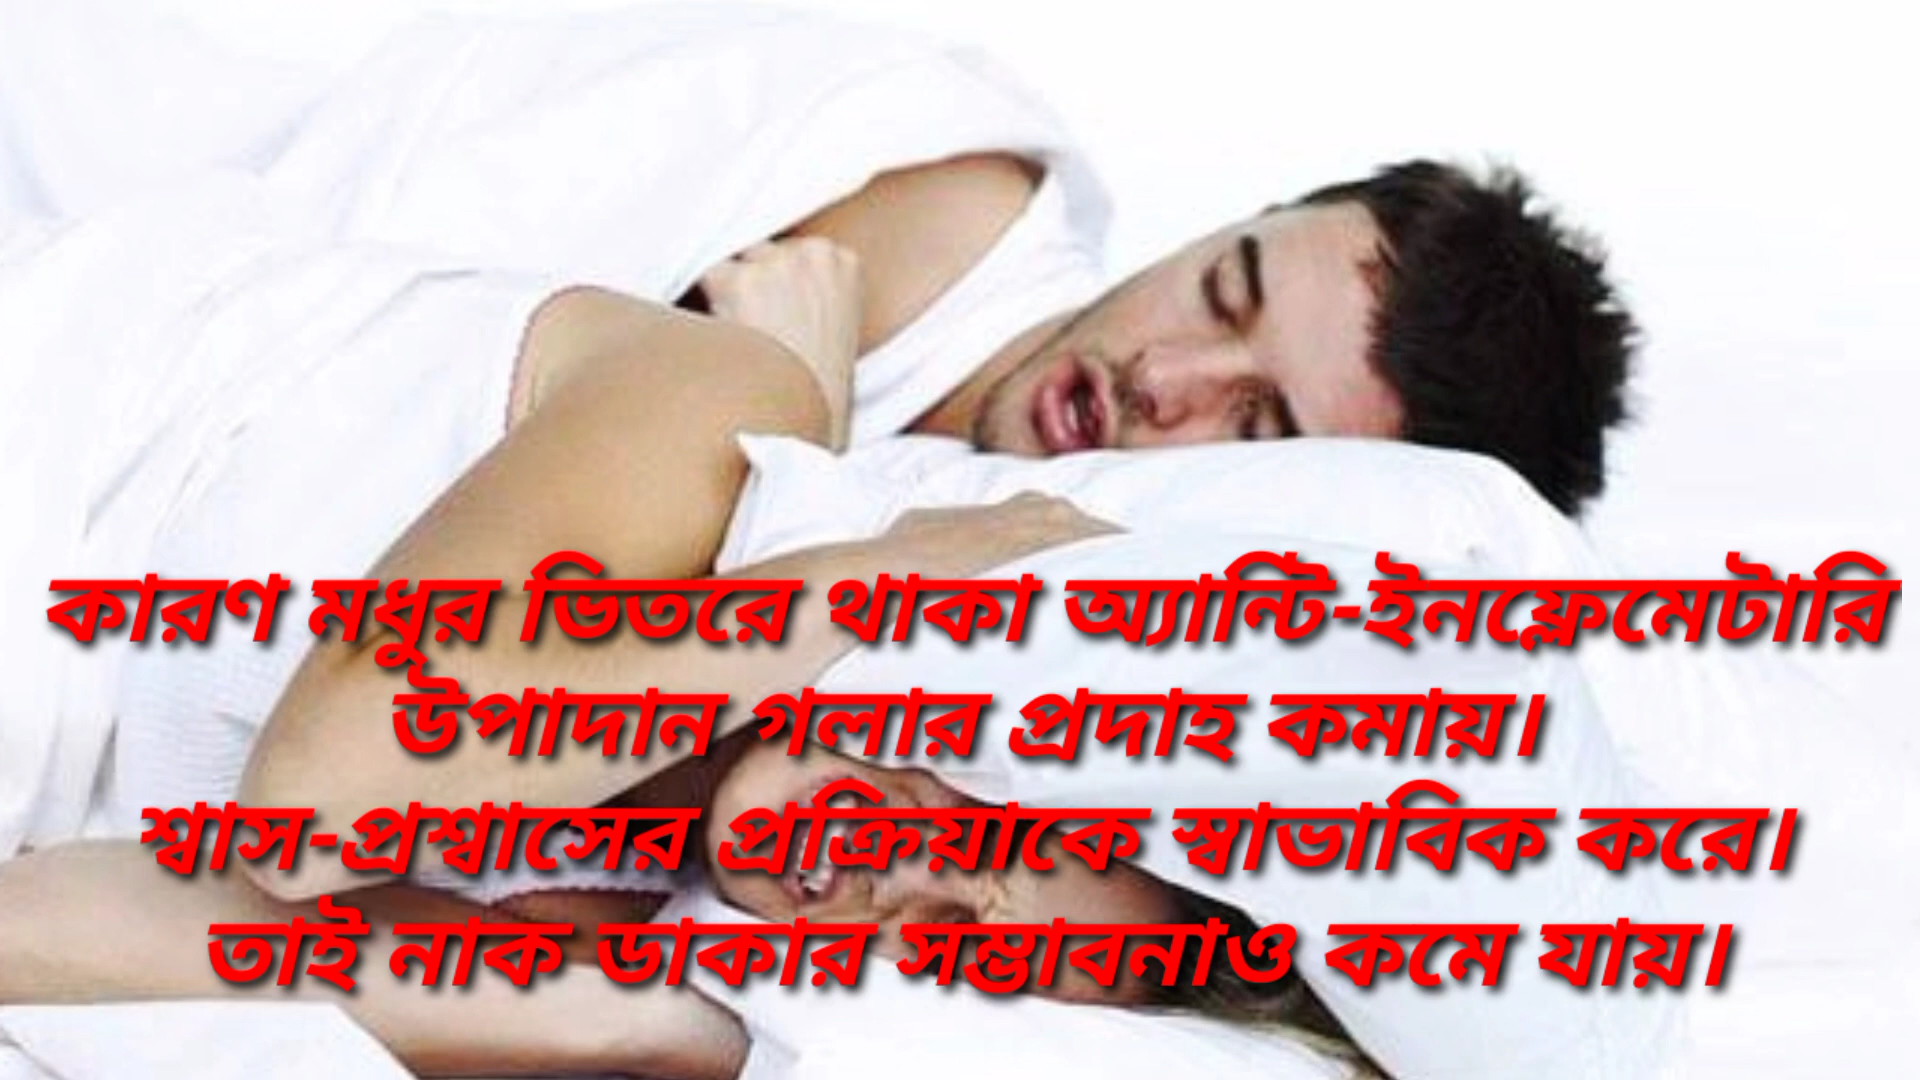 কারণ মধুর ভিতরে থাকা অ্যান্টি-ইনফ্লেমেটারি
উপাদান গলার প্রদাহ কমায়।
শ্বাস-প্রশ্বাসের প্রক্রিয়াকে স্বাভাবিক করে।
তাই নাক ডাকার সম্ভাবনাও কমে যায়।